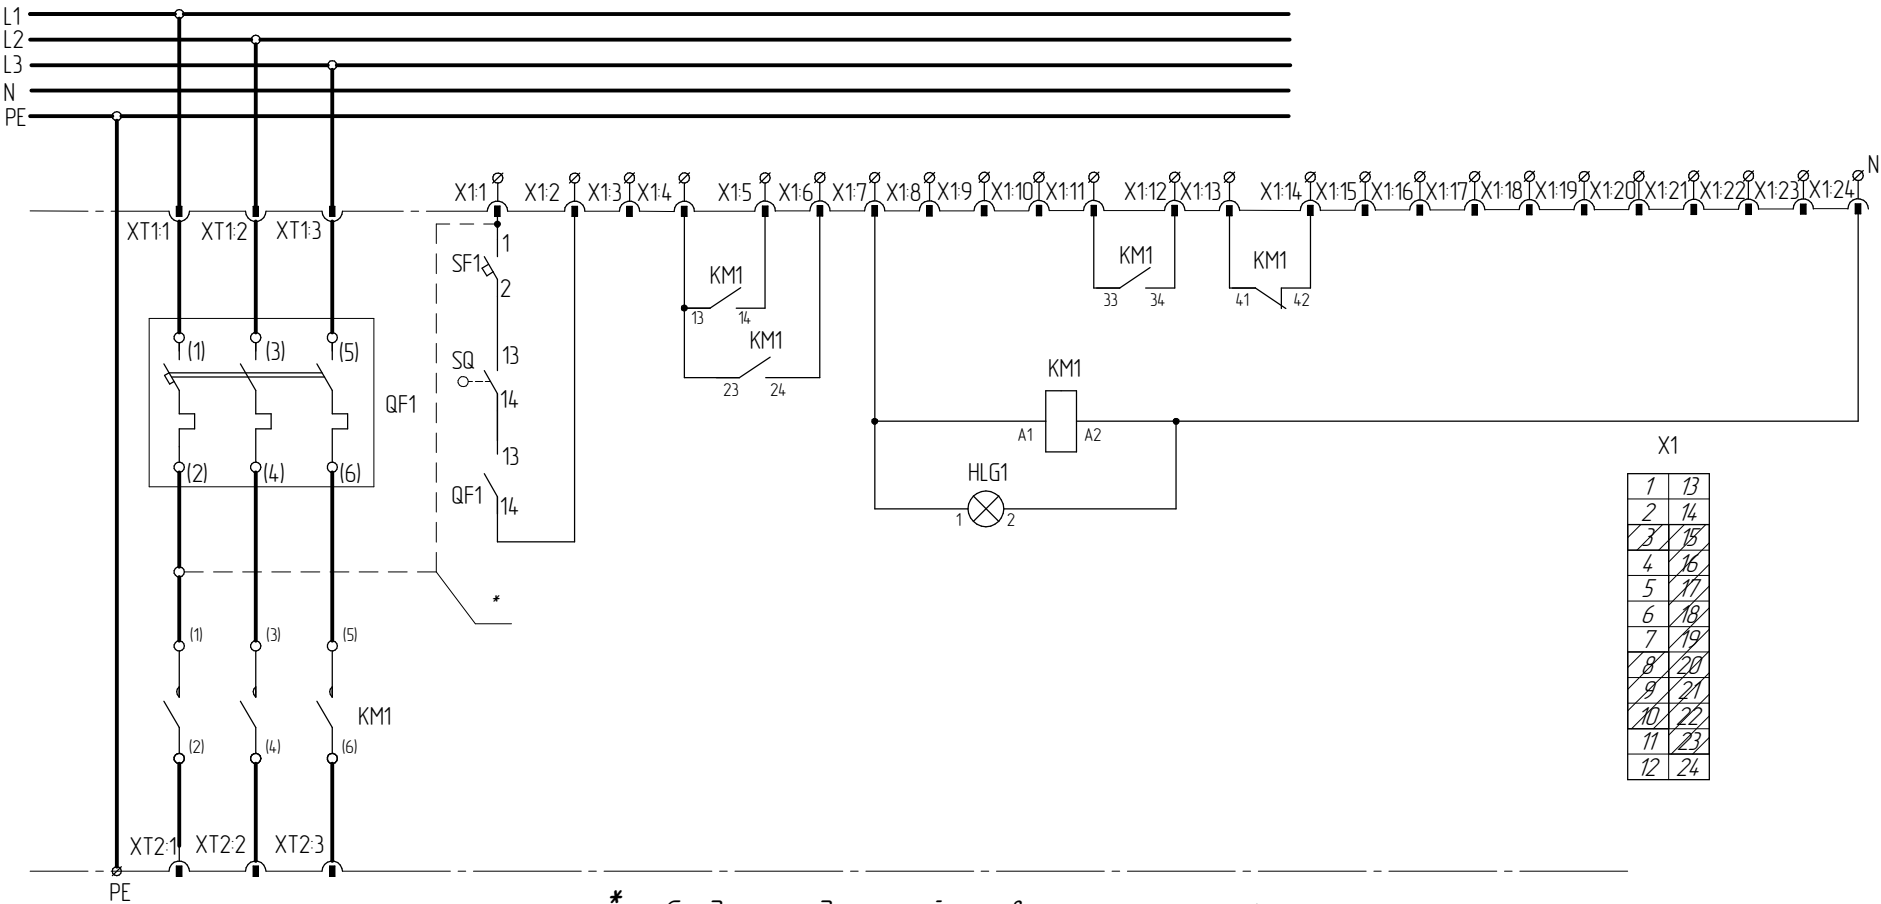 L1
L2
L3
N
PE
N
X1:1 X1:2 X1:3 X1:4 X1:5 X1:6 X1:7 X1:8 X1:9 X1:10 X1:11 X1:12 X1:13 X1:14 X1:15 X1:16 X1:17 X1:18 X1:19 X1:20 X1:21 X1:22 X1:23 X1:24
XT1:1 XT1:2 XT1:3
1
SF1
2
KM1
13 14
KM1
23 24
KM1
33 34
KM1
41 42
(1) (3) (5)
QF1
(2) (4) (6)
13
SQ
14
13
QF1
14
KM1
A1 A2
HLG1
1 2
*
(1) (3) (5)
KM1
(2) (4) (6)
XT2:1 XT2:2 XT2:3
PE
X1
1 13
2 14
3 15
4 16
5 17
6 18
7 19
8 20
9 21
10 22
11 23
12 24
*